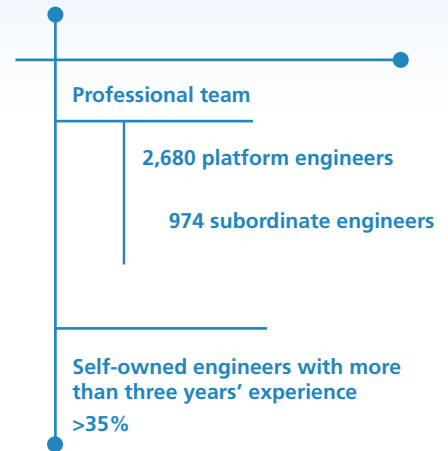 Professional team
2,680 platform engineers
974 subordinate engineers
Self-owned engineers with more
than three years’ experience
>35%